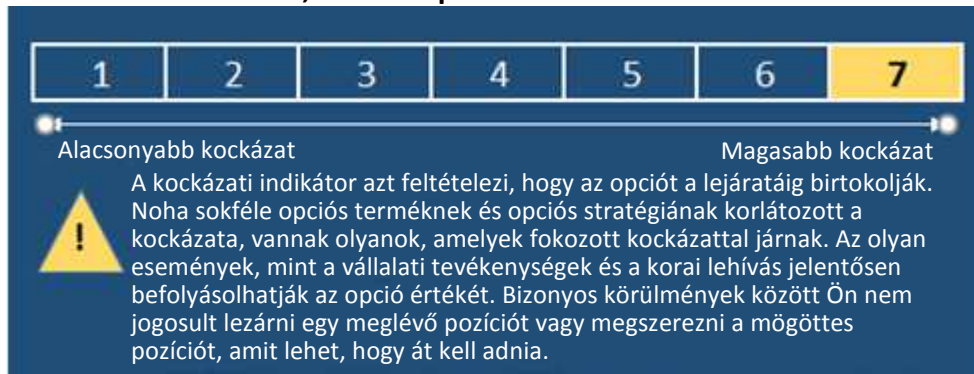 1 2 3 4 5 6 7
Alacsonyabb kockázat Magasabb kockázat
A kockázati indikátor azt feltételezi, hogy az opciót a lejáratáig birtokolják.
Noha sokféle opciós terméknek és opciós stratégiának korlátozott a
kockázata, vannak olyanok, amelyek fokozott kockázattal járnak. Az olyan
események, mint a vállalati tevékenységek és a korai lehívás jelentősen
befolyásolhatják az opció értékét. Bizonyos körülmények között Ön nem
jogosult lezárni egy meglévő pozíciót vagy megszerezni a mögöttes
pozíciót, amit lehet, hogy át kell adnia.
!